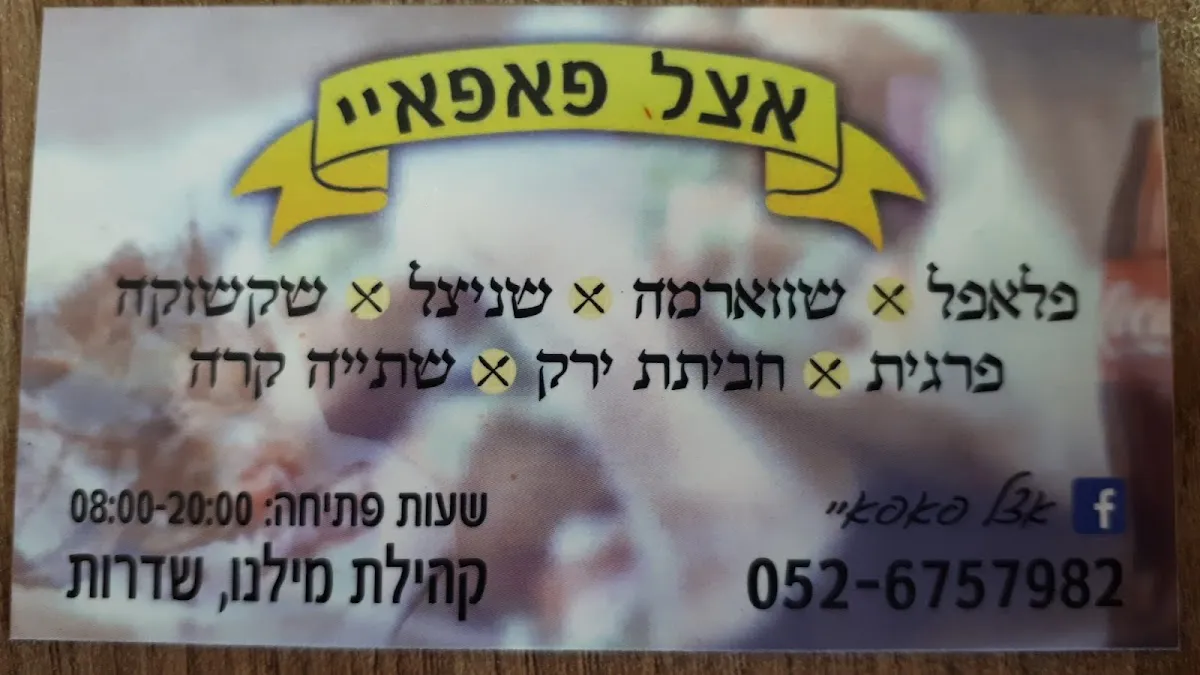 אצל פאפאיי
פלאפל × שווארמה × שניצל × שקשוקה
פרגית × חביתת ירק × שתייה קרה
אצל פאפאיי
052-6757982
שעות פתיחה: 08:00-20:00
קהילת מילנו, שדרות